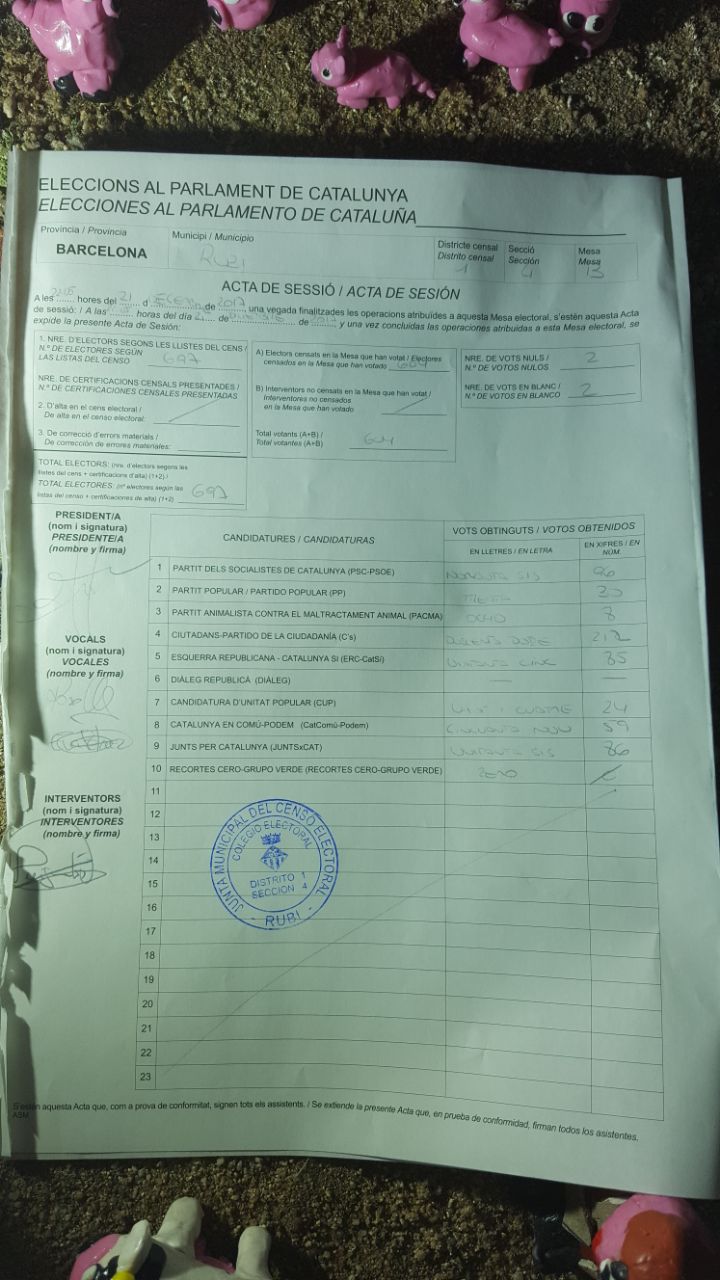 ELECCIONS AL PARLAMENT DE CATALUNYA
ELECCIONES AL PARLAMENTO DE CATALUÑA
Província / Provincia
BARCELONA
Municipi / Municipio
RUBI
Districte censal
Distrito censal
1
Secció
Sección
4
Mesa
Mesa
B
ACTA DE SESSIÓ / ACTA DE SESIÓN
A les hores del 21 d de 2017 una vegada finalitzades les operacions atribuïdes a aquesta Mesa electoral, s'estén aquesta Acta
de sessió: / A las horas del día 21 de de 2017 y una vez concluidas las operaciones atribuidas a esta Mesa electoral, se
expide la presente Acta de Sesión:
1. NRE. D'ELECTORS SEGONS LES LLISTES DEL CENS /
N.º DE ELECTORES SEGÚN
LAS LISTAS DEL CENSO 697
NRE. DE CERTIFICACIONS CENSALS PRESENTADES /
N.º DE CERTIFICACIONES CENSALES PRESENTADAS
2. D'alta en el cens electoral /
De alta en el censo electoral:
3. De correcció d'errors materials /
De corrección de errores materiales:
TOTAL ELECTORS: (nre. d'electors segons les
llistes del cens + certificacions d'alta) (1+2) /
TOTAL ELECTORES: (nº electores según las
listas del censo + certificaciones de alta) (1+2) 697
A) Electors censats en la Mesa que han votat / Electores
censados en la Mesa que han votado 604
B) Interventors no censats en la Mesa que han votat /
Interventores no censados
en la Mesa que han votado
Total votants (A+B) /
Total votantes (A+B) 604
NRE. DE VOTS NULS /
N.º DE VOTOS NULOS 2
NRE. DE VOTS EN BLANC /
N.º DE VOTOS EN BLANCO 2
PRESIDENT/A
(nom i signatura)
PRESIDENTE/A
(nombre y firma)
VOCALS
(nom i signatura)
VOCALES
(nombre y firma)
INTERVENTORS
(nom i signatura)
INTERVENTORES
(nombre y firma)
CANDIDATURES / CANDIDATURAS
VOTS OBTINGUTS / VOTOS OBTENIDOS
EN LLETRES / EN LETRA
EN XIFRES / EN
NÚM.
1 PARTIT DELS SOCIALISTES DE CATALUNYA (PSC-PSOE) NORANTA SIS 96
2 PARTIT POPULAR / PARTIDO POPULAR (PP) 30
3 PARTIT ANIMALISTA CONTRA EL MALTRACTAMENT ANIMAL (PACMA) OCHO 8
4 CIUTADANS-PARTIDO DE LA CIUDADANÍA (C's) 212
5 ESQUERRA REPUBLICANA - CATALUNYA SÍ (ERC-CatSí) VUITANTA CINC 85
6 DIÀLEG REPUBLICÀ (DIÀLEG) — —
7 CANDIDATURA D'UNITAT POPULAR (CUP) VINT I QUATRE 24
8 CATALUNYA EN COMÚ-PODEM (CatComú-Podem) CINQUANTA NOU 59
9 JUNTS PER CATALUNYA (JUNTSxCAT) VUITANTA SIS 86
10 RECORTES CERO-GRUPO VERDE (RECORTES CERO-GRUPO VERDE) ZERO
11
12
13
14
15
16
17
18
19
20
21
22
23
JUNTA MUNICIPAL DEL CENSO ELECTORAL
COLEGIO ELECTORAL
DISTRITO 1
SECCION 4
- RUBI -
S'estén aquesta Acta que, com a prova de conformitat, signen tots els assistents. / Se extiende la presente Acta que, en prueba de conformidad, firman todos los asistentes.
ASM